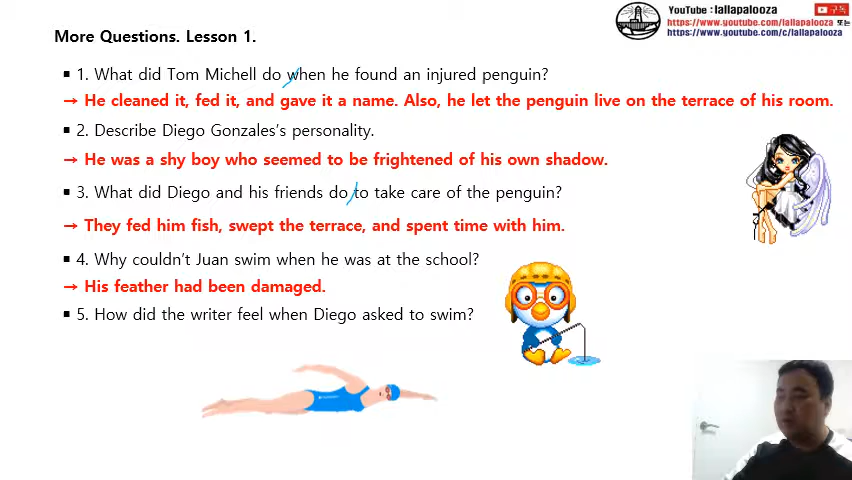 YouTube : lallapalooza 구독
https://www.youtube.com/lallapalooza 또는
https://www.youtube.com/c/lallapalooza
More Questions. Lesson 1.
▪ 1. What did Tom Michell do when he found an injured penguin?
→ He cleaned it, fed it, and gave it a name. Also, he let the penguin live on the terrace of his room.
▪ 2. Describe Diego Gonzales's personality.
→ He was a shy boy who seemed to be frightened of his own shadow.
▪ 3. What did Diego and his friends do to take care of the penguin?
→ They fed him fish, swept the terrace, and spent time with him.
▪ 4. Why couldn't Juan swim when he was at the school?
→ His feather had been damaged.
▪ 5. How did the writer feel when Diego asked to swim?